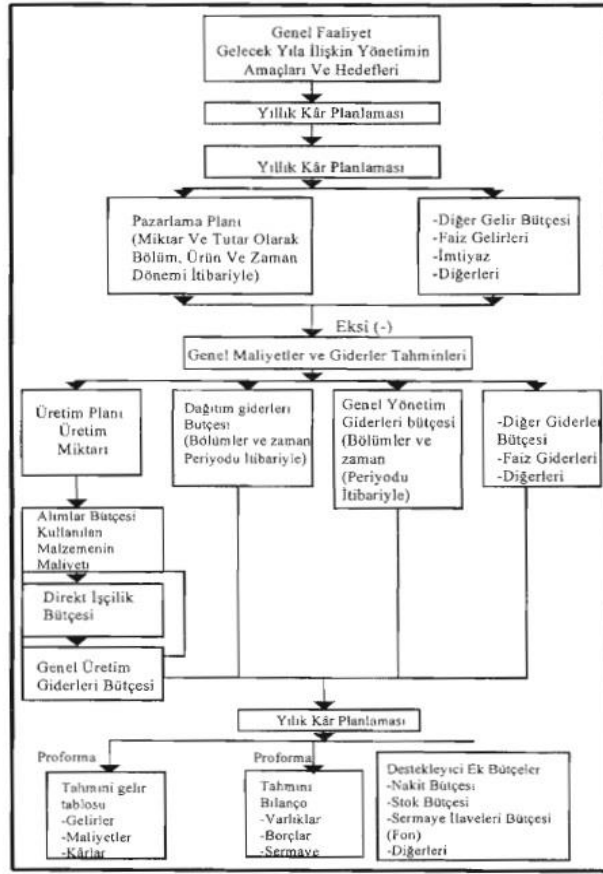 Genel Faaliyet
Gelecek Yıla İlişkin Yönetimin
Amaçları Ve Hedefleri
Yıllık Kâr Planlaması
Yıllık Kâr Planlaması
Pazarlama Planı
(Miktar Ve Tutar Olarak
Bölüm, Ürün Ve Zaman
Dönemi İtibariyle)
-Diğer Gelir Bütçesi
-Faiz Gelirleri
-İmtiyaz
-Diğerleri
Eksi (-)
Genel Maliyetler ve Giderler Tahminleri
Üretim Planı
Üretim
Miktarı
Dağıtım giderleri
Butçesi
(Bölümler ve zaman
Periyodu İtibariyle)
Genel Yönetim
Giderleri bütçesi
(Bölümler ve
zaman
(Periyodu
İtibariyle)
-Diğer Giderler
Bütçesi
-Faiz Giderleri
-Diğerleri
Alımlar Bütçesi
Kullanılan
Malzemenin
Maliyeti
Direkt İşçilik
Bütçesi
Genel Üretim
Giderleri Bütçesi
Yılık Kâr Planlaması
Proforma
Tahmini gelir
tablosu
-Gelirler
-Maliyetler
-Kârlar
Proforma
Tahmini
Bilanço
-Varlıklar
-Borçlar
-Sermaye
Destekleyici Ek Bütçeler
-Nakit Bütçesi
-Stok Bütçesi
-Sermaye İlaveleri Bütçesi
(Fon)
-Diğerleri